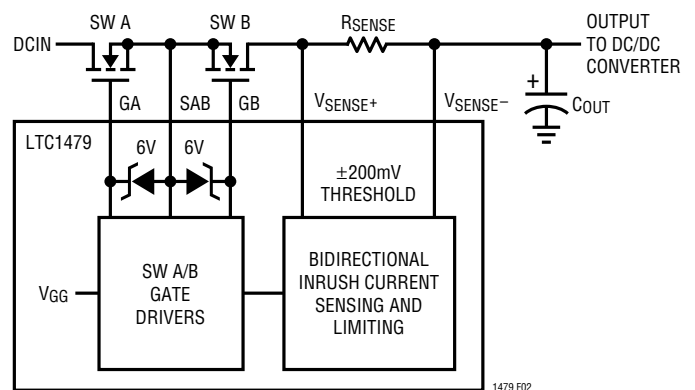 SW A
SW B
RSENSE
OUTPUT
TO DC/DC
CONVERTER
DCIN
+
COUT
GA
SAB
GB
VSENSE+
VSENSE–
LTC1479
6V
6V
±200mV
THRESHOLD
SW A/B
GATE
DRIVERS
BIDIRECTIONAL
INRUSH CURRENT
SENSING AND
LIMITING
VGG
1479 F02